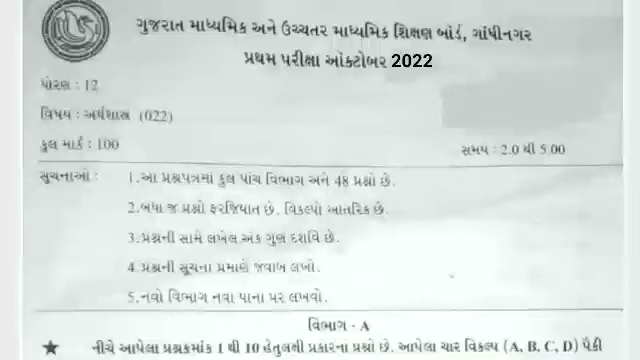 ગુજરાત માધ્યમિક અને ઉચ્ચતર માધ્યમિક શિક્ષણ બૉર્ડ, ગાંધીનગર
પ્રથમ પરીક્ષા ઑક્ટોબર 2022
ધોરણ : 12
વિષય : અર્થશાસ્ત્ર (022)
કુલ માર્ક : 100
સમય : 2.0 થી 5.00
સૂચનાઓ : 1.આ પ્રશ્નપત્રમાં કુલ પાંચ વિભાગ અને 48 પ્રશ્નો છે.
2.બધા જ પ્રશ્નો ફરજિયાત છે. વિકલ્પો આતરિક છે.
3.પ્રશ્નની સામે લખેલ અંક ગુણ દર્શાવે છે.
4.પ્રશ્નની સૂચના પ્રમાણે જવાબ લખો.
5.નવો વિભાગ નવા પાના પર લખવો.
વિભાગ - A
★ નીચે આપેલા પ્રશ્નક્રમાંક 1 થી 10 હેતુલક્ષી પ્રકારના પ્રશ્નો છે. આપેલા ચાર વિકલ્પ (A, B, C, D) પૈકી